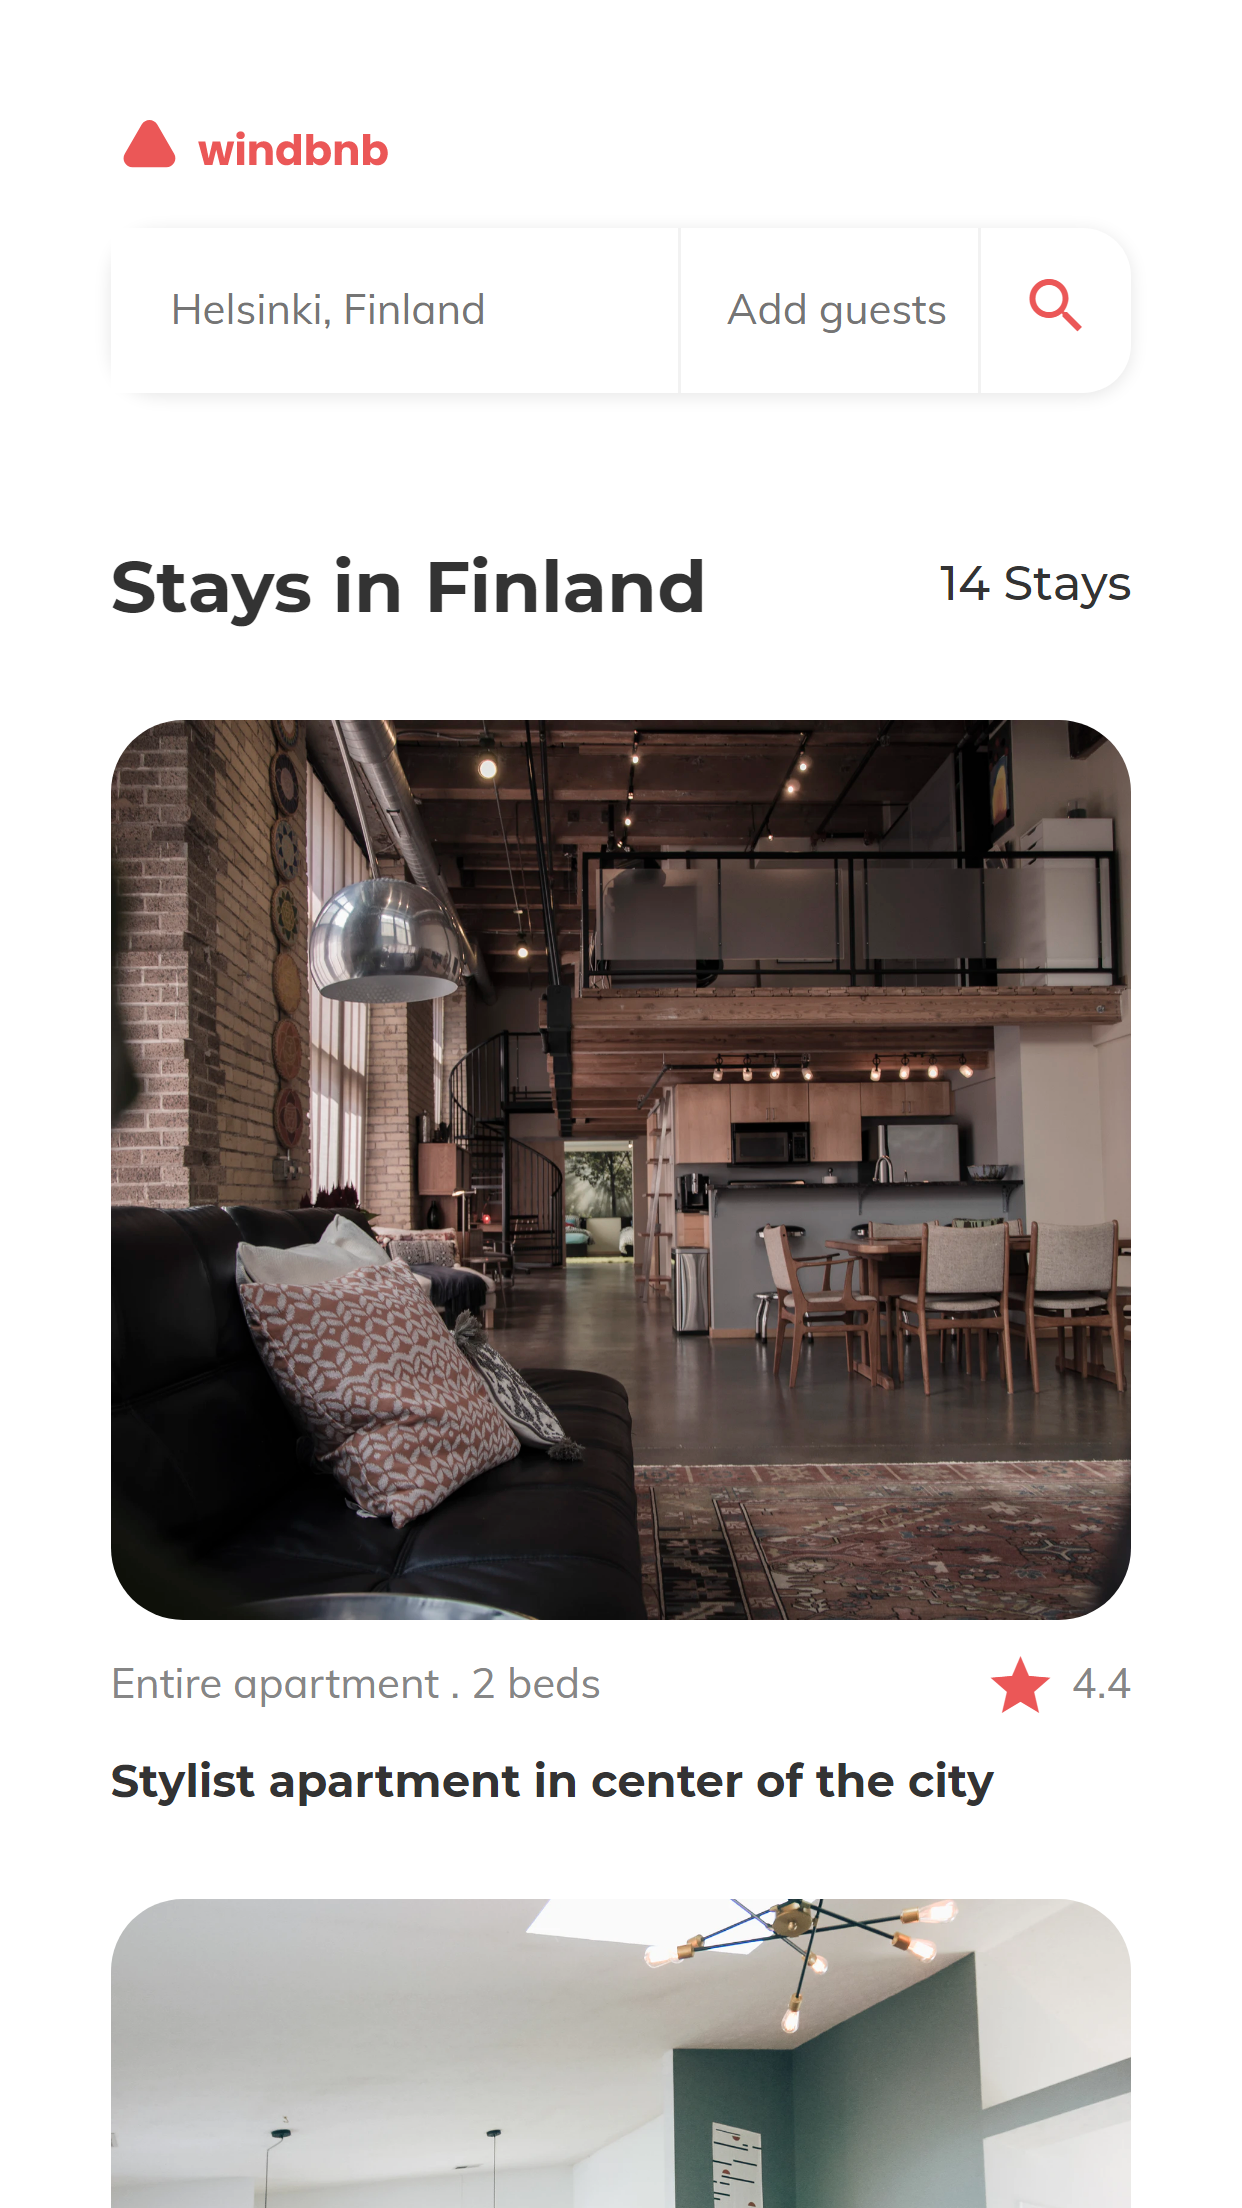 windbnb
Helsinki, Finland
Add guests
Stays in Finland
14 Stays
Entire apartment . 2 beds
4.4
Stylist apartment in center of the city